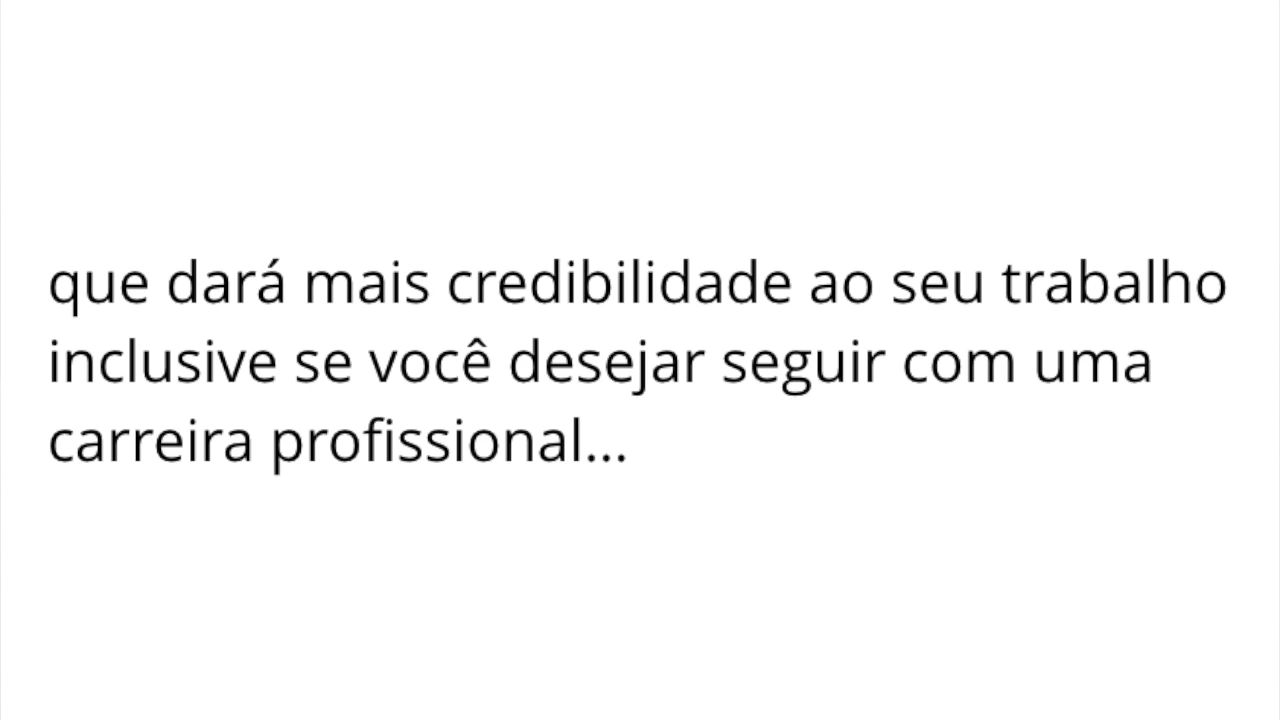 que dará mais credibilidade ao seu trabalho
inclusive se você desejar seguir com uma
carreira profissional...